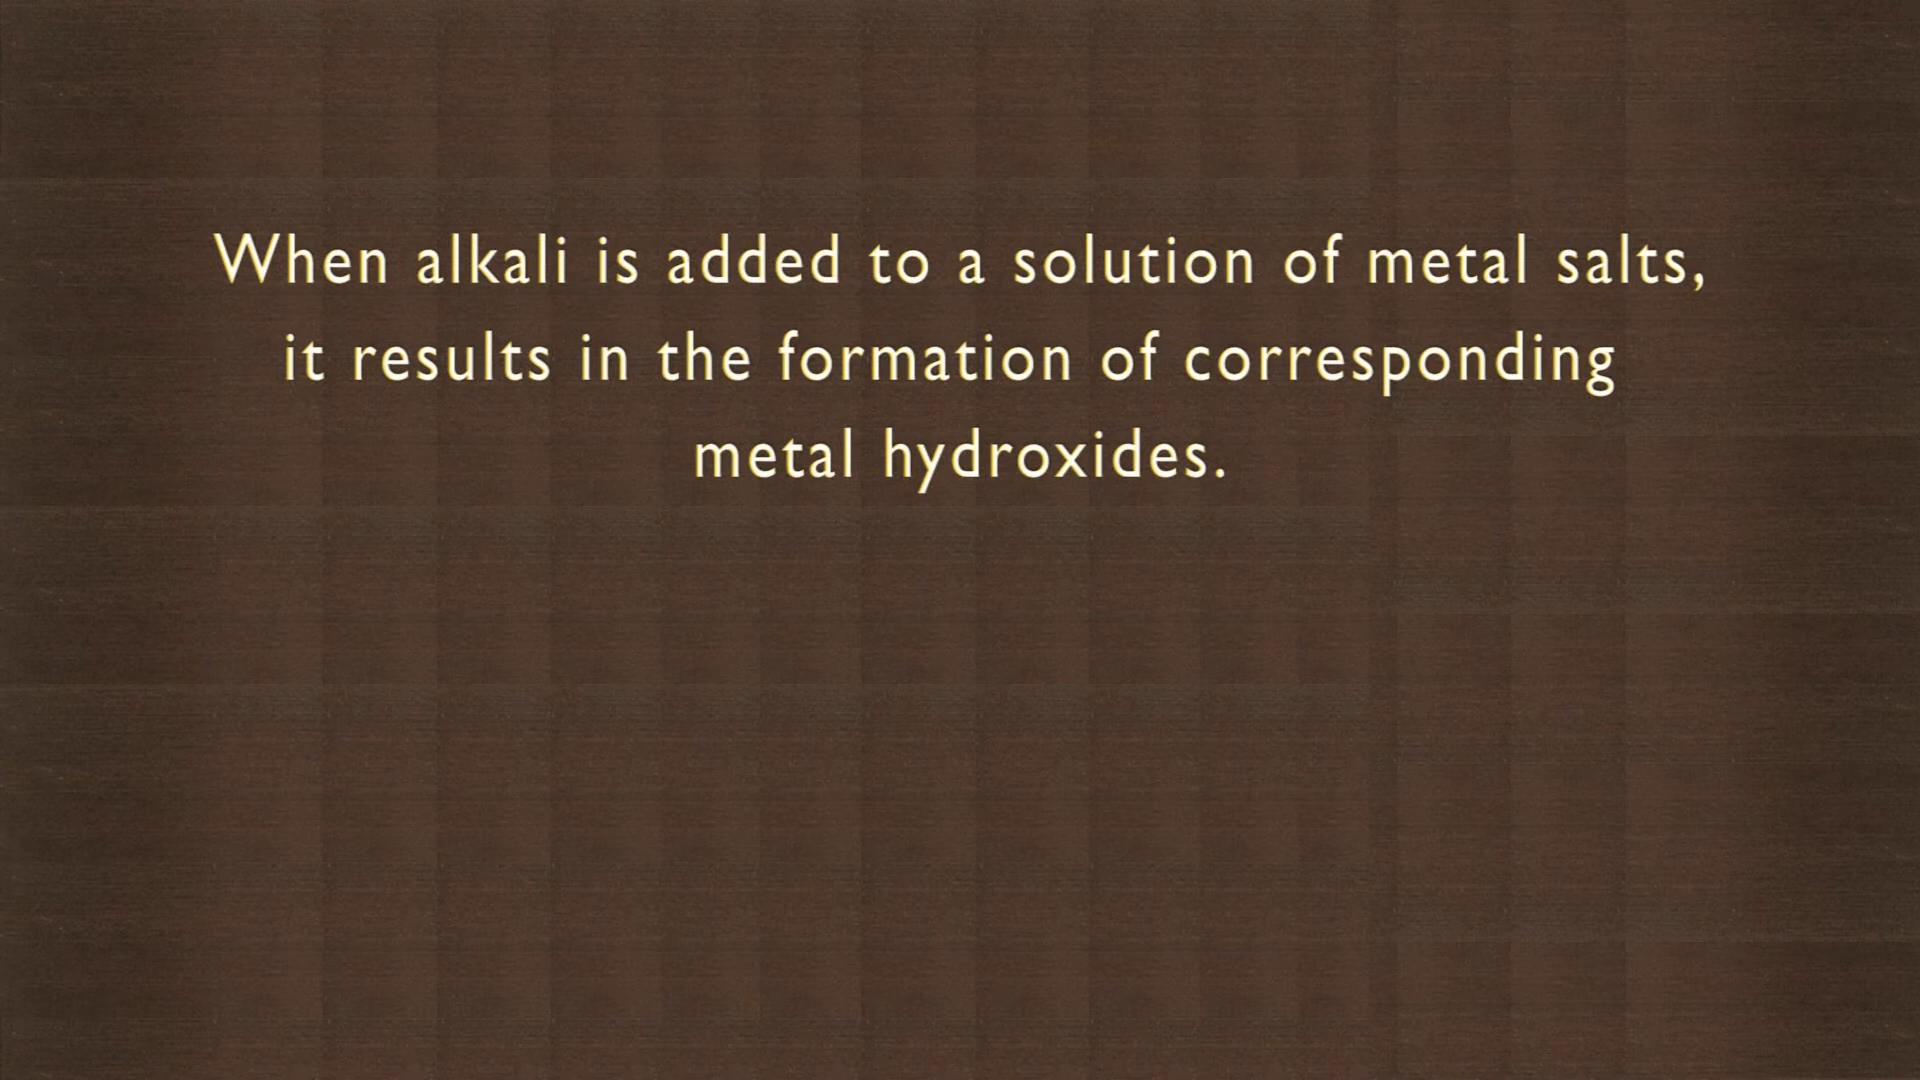 When alkali is added to a solution of metal salts,
it results in the formation of corresponding
metal hydroxides.